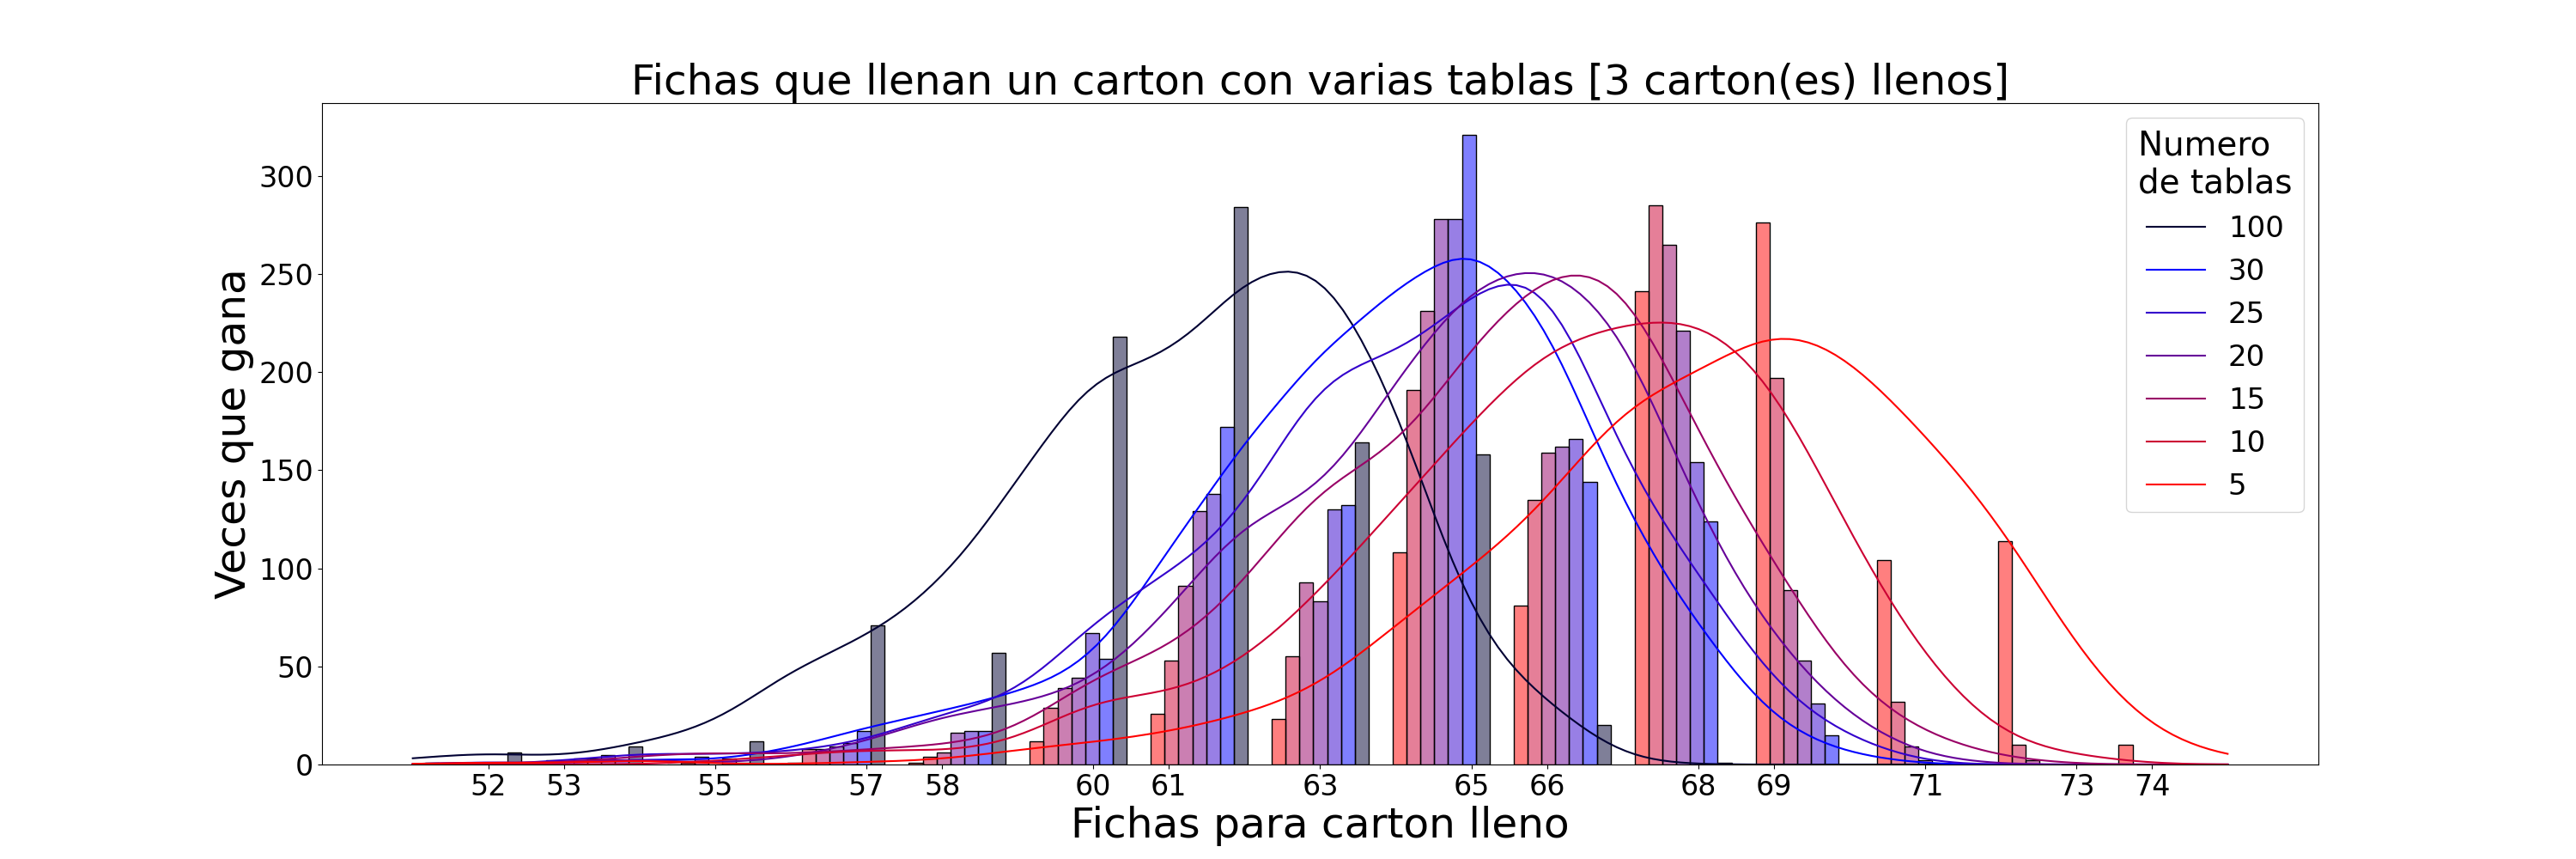 Fichas que llenan un carton con varias tablas [3 carton(es) llenos]
Veces que gana
300
250
200
150
100
50
0
Numero
de tablas
100
30
25
20
15
10
5
52 53 55 57 58 60 61 63 65 66 68 69 71 73 74
Fichas para carton lleno